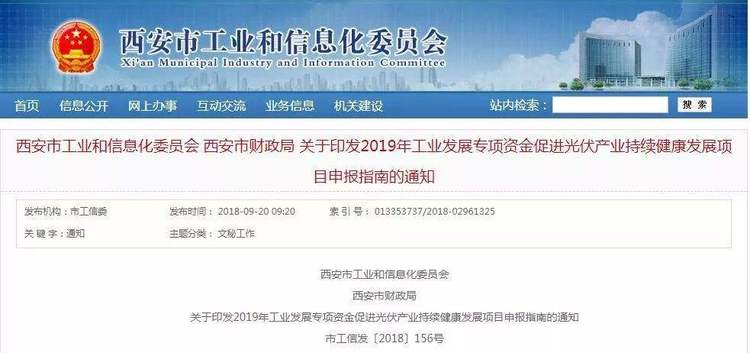 西安市工业和信息化委员会
Xi'an Municipal Industry and Information Committee
首页 信息公开 网上办事 互动交流 业务信息 机关建设 站内检索： 搜 索
西安市工业和信息化委员会 西安市财政局 关于印发2019年工业发展专项资金促进光伏产业持续健康发展项
目申报指南的通知
发布机构：市工信委 发布时间： 2018-09-20 09:20 索 引 号： 013353737/2018-02961325
关 键 字：通知 主题分类： 文秘工作
西安市工业和信息化委员会
西安市财政局
关于印发2019年工业发展专项资金促进光伏产业持续健康发展项目申报指南的通知
市工信发〔2018〕156号